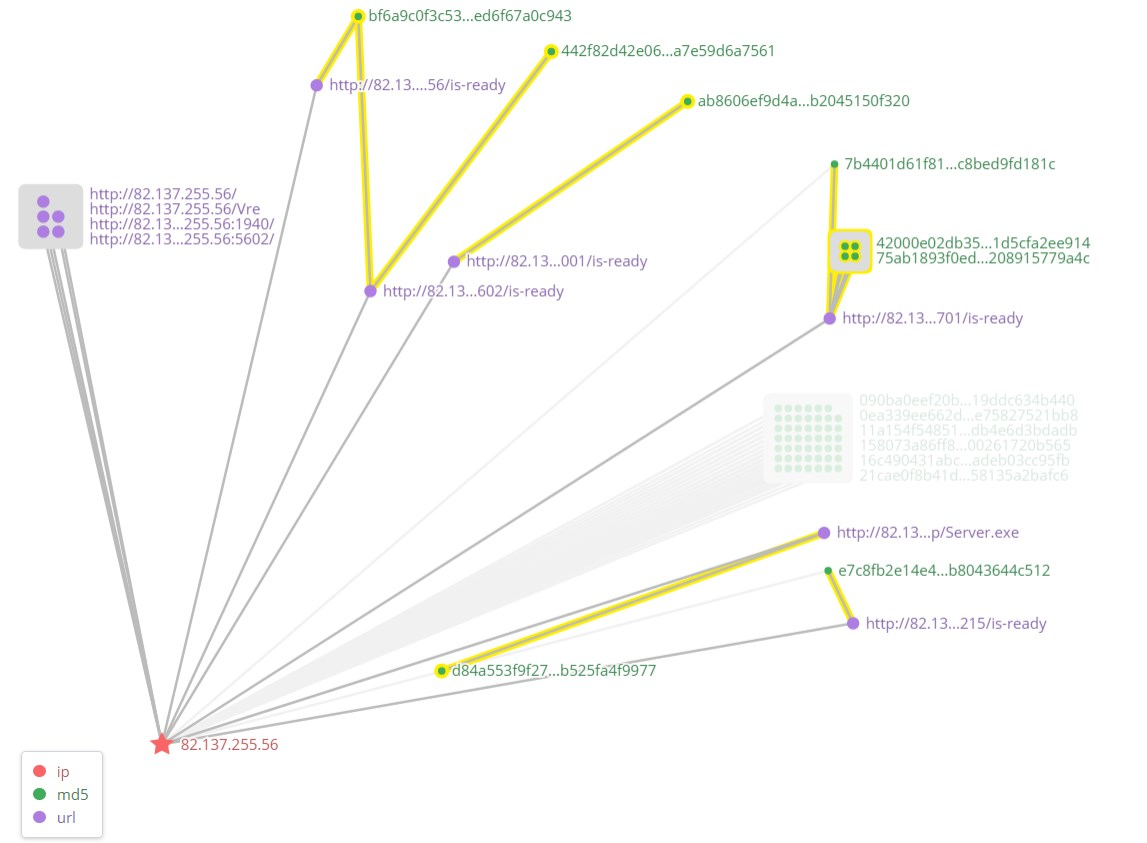 bf6a9c0f3c53...ed6f67a0c943
442f82d42e06...a7e59d6a7561
http://82.13....56/is-ready
ab8606ef9d4a...b2045150f320
7b4401d61f81...c8bed9fd181c
http://82.137.255.56/
http://82.137.255.56/Vre
http://82.13...255.56:1940/
http://82.13...255.56:5602/
42000e02db35...1d5cfa2ee914
75ab1893f0ed...208915779a4c
http://82.13...001/is-ready
http://82.13...602/is-ready
http://82.13...701/is-ready
090ba0eef20b...19ddc634b440
0ea339ee662d...e75827521bb8
11a154f54851...db4e6d3bdadb
158073a86ff8...00261720b565
16c490431abc...adeb03cc95fb
21cae0f8b41d...58135a2bafc6
http://82.13...p/Server.exe
e7c8fb2e14e4...b8043644c512
http://82.13...215/is-ready
d84a553f9f27...b525fa4f9977
82.137.255.56
ip
md5
url